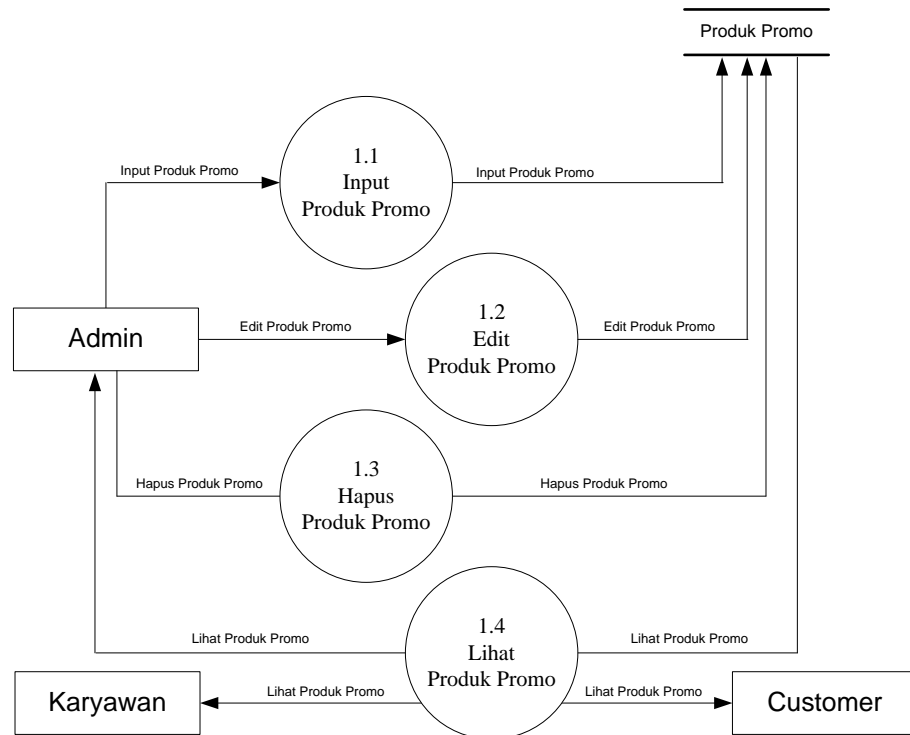 Produk Promo
Input Produk Promo
1.1
Input
Produk Promo
Input Produk Promo
Admin
Edit Produk Promo
1.2
Edit
Produk Promo
Edit Produk Promo
Hapus Produk Promo
1.3
Hapus
Produk Promo
Hapus Produk Promo
Lihat Produk Promo
1.4
Lihat
Produk Promo
Lihat Produk Promo
Karyawan
Lihat Produk Promo
Lihat Produk Promo
Customer